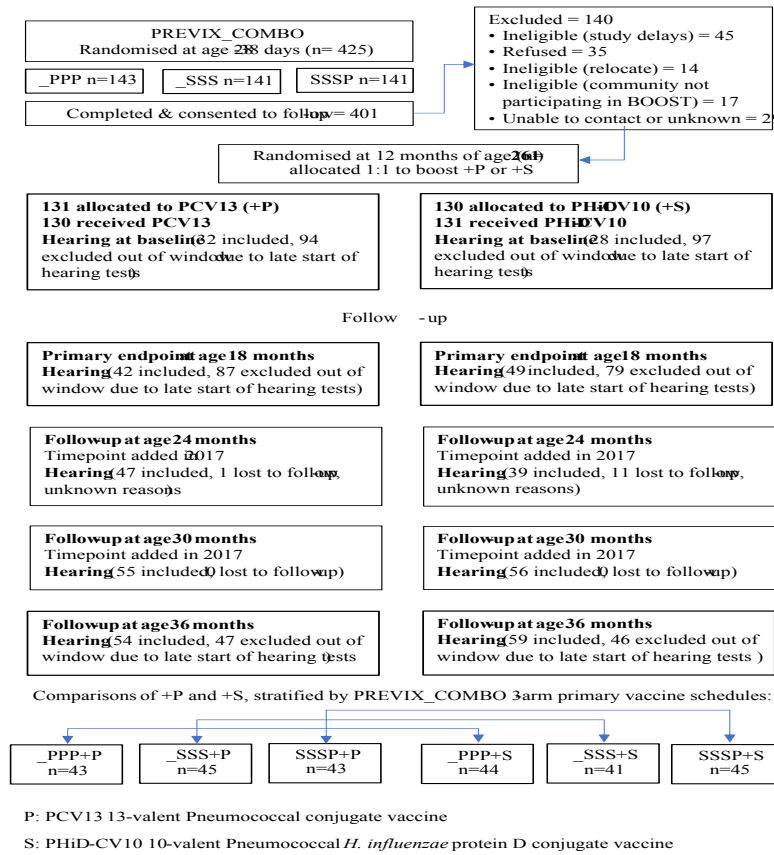 PREVIX_COMBO
Randomised at age 28-38 days (n= 425)
_PPP n=143
_SSS n=141
SSSP n=141
Completed & consented to follow-up = 401
Excluded = 140
• Ineligible (study delays) = 45
• Refused = 35
• Ineligible (relocate) = 14
• Ineligible (community not
participating in BOOST) = 17
• Unable to contact or unknown =
Randomised at 12 months of age (n=261)
allocated 1:1 to boost +P or +S
131 allocated to PCV13 (+P)
130 received PCV13
Hearing at baseline (32 included, 94
excluded out of window due to late start of
hearing tests)
130 allocated to PHiD-CV10 (+S)
131 received PHiD-CV10
Hearing at baseline (28 included, 97
excluded out of window due to late start of
hearing tests)
Follow -up
Primary endpoint at age 18 months
Hearing (42 included, 87 excluded out of
window due to late start of hearing tests)
Primary endpoint at age 18 months
Hearing (49 included, 79 excluded out of
window due to late start of hearing tests)
Follow-up at age 24 months
Timepoint added in 2017
Hearing (47 included, 1 lost to follow-up,
unknown reasons)
Follow-up at age 24 months
Timepoint added in 2017
Hearing (39 included, 11 lost to follow-up,
unknown reasons)
Follow-up at age 30 months
Timepoint added in 2017
Hearing (55 included, 0 lost to follow-up)
Follow-up at age 30 months
Timepoint added in 2017
Hearing (56 included, 0 lost to follow-up)
Follow-up at age 36 months
Hearing (54 included, 47 excluded out of
window due to late start of hearing tests)
Follow-up at age 36 months
Hearing (59 included, 46 excluded out of
window due to late start of hearing tests )
Comparisons of +P and +S, stratified by PREVIX_COMBO 3-arm primary vaccine schedules:
_PPP+P
n=43
_SSS+P
n=45
SSSP+P
n=43
_PPP+S
n=44
_SSS+S
n=41
SSSP+S
n=45
P: PCV13 13-valent Pneumococcal conjugate vaccine
S: PHiD-CV10 10-valent Pneumococcal H. influenzae protein D conjugate vaccine